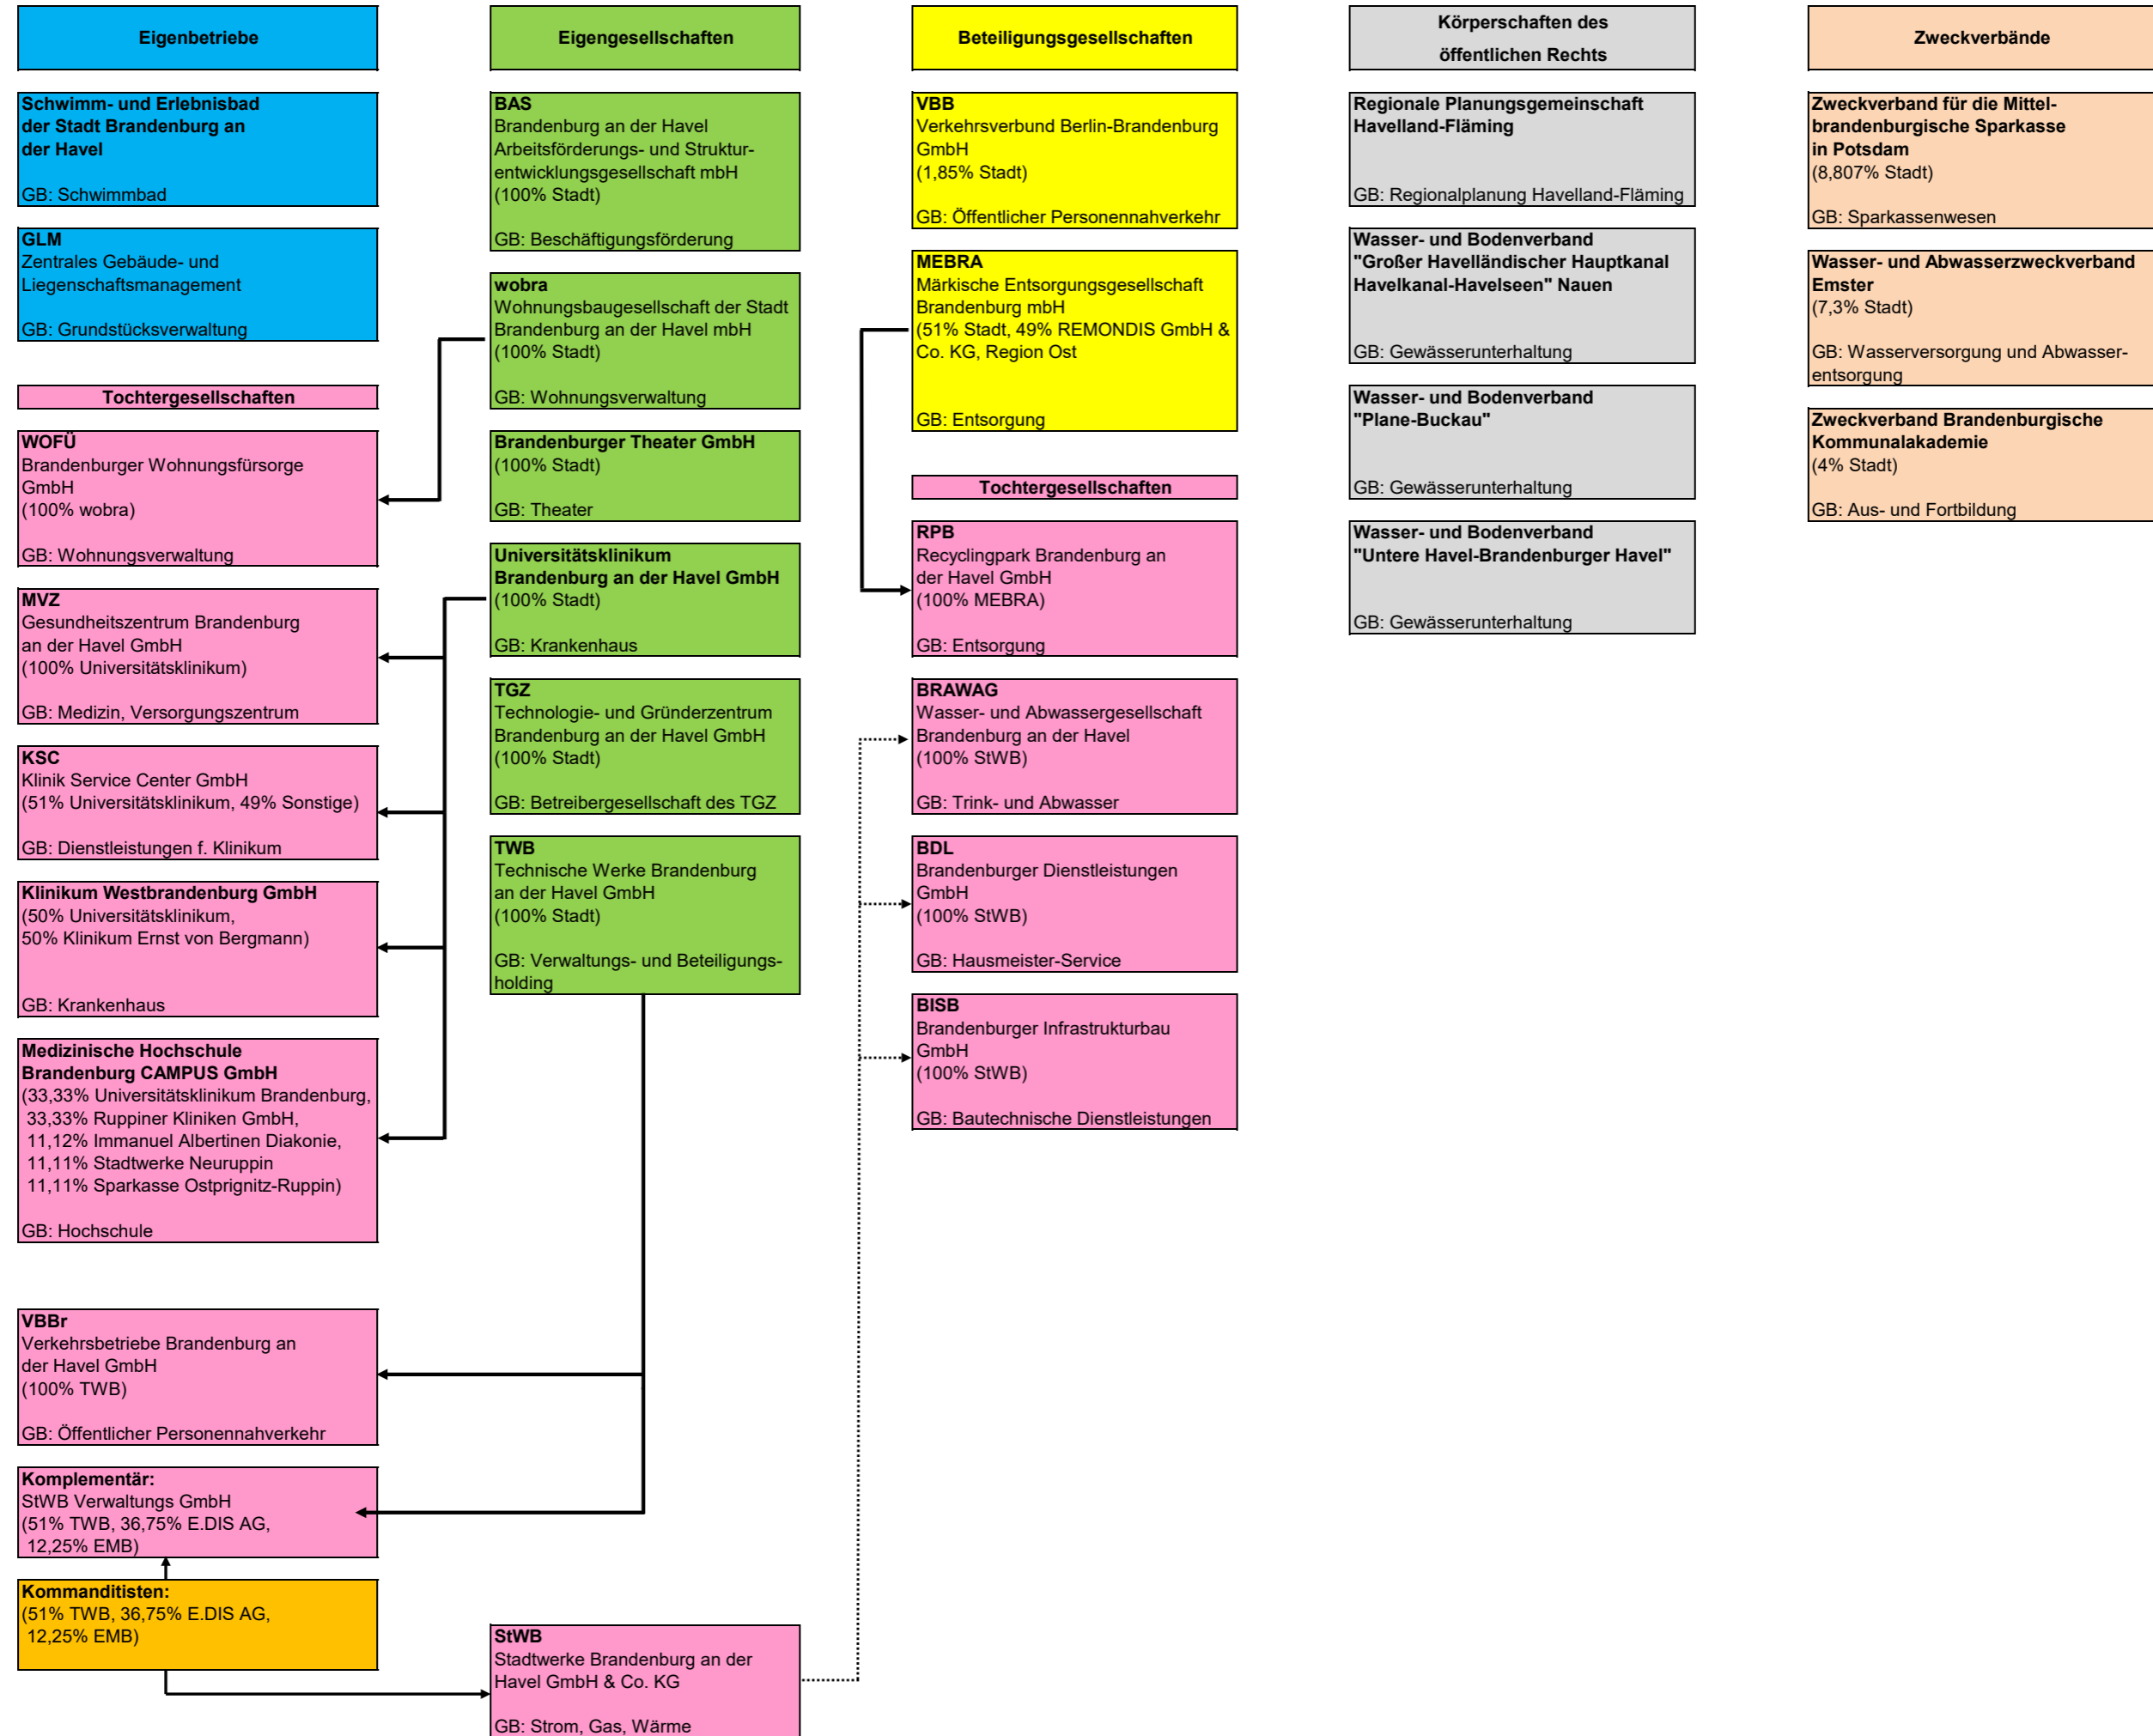 Eigenbetriebe
Schwimm- und Erlebnisbad
der Stadt Brandenburg an
der Havel
GB: Schwimmbad
GLM
Zentrales Gebäude- und
Liegenschaftsmanagement
GB: Grundstücksverwaltung
Tochtergesellschaften
WOFÜ
Brandenburger Wohnungsfürsorge
GmbH
(100% wobra)
GB: Wohnungsverwaltung
MVZ
Gesundheitszentrum Brandenburg
an der Havel GmbH
(100% Universitätsklinikum)
GB: Medizin, Versorgungszentrum
KSC
Klinik Service Center GmbH
(51% Universitätsklinikum, 49% Sonstige)
GB: Dienstleistungen f. Klinikum
Klinikum Westbrandenburg GmbH
(50% Universitätsklinikum,
50% Klinikum Ernst von Bergmann)
GB: Krankenhaus
Medizinische Hochschule
Brandenburg CAMPUS GmbH
(33,33% Universitätsklinikum Brandenburg,
33,33% Ruppiner Kliniken GmbH,
11,12% Immanuel Albertinen Diakonie,
11,11% Stadtwerke Neuruppin
11,11% Sparkasse Ostprignitz-Ruppin)
GB: Hochschule
VBBr
Verkehrsbetriebe Brandenburg an
der Havel GmbH
(100% TWB)
GB: Öffentlicher Personennahverkehr
Komplementär:
StWB Verwaltungs GmbH
(51% TWB, 36,75% E.DIS AG,
12,25% EMB)
Kommanditisten:
(51% TWB, 36,75% E.DIS AG,
12,25% EMB)
Eigengesellschaften
BAS
Brandenburg an der Havel
Arbeitsförderungs- und Struktur-
entwicklungsgesellschaft mbH
(100% Stadt)
GB: Beschäftigungsförderung
wobra
Wohnungsbaugesellschaft der Stadt
Brandenburg an der Havel mbH
(100% Stadt)
GB: Wohnungsverwaltung
Brandenburger Theater GmbH
(100% Stadt)
GB: Theater
Universitätsklinikum
Brandenburg an der Havel GmbH
(100% Stadt)
GB: Krankenhaus
TGZ
Technologie- und Gründerzentrum
Brandenburg an der Havel GmbH
(100% Stadt)
GB: Betreibergesellschaft des TGZ
TWB
Technische Werke Brandenburg
an der Havel GmbH
(100% Stadt)
GB: Verwaltungs- und Beteiligungs-
holding
StWB
Stadtwerke Brandenburg an der
Havel GmbH & Co. KG
GB: Strom, Gas, Wärme
Beteiligungsgesellschaften
VBB
Verkehrsverbund Berlin-Brandenburg
GmbH
(1,85% Stadt)
GB: Öffentlicher Personennahverkehr
MEBRA
Märkische Entsorgungsgesellschaft
Brandenburg mbH
(51% Stadt, 49% REMONDIS GmbH &
Co. KG, Region Ost
GB: Entsorgung
Tochtergesellschaften
RPB
Recyclingpark Brandenburg an
der Havel GmbH
(100% MEBRA)
GB: Entsorgung
BRAWAG
Wasser- und Abwassergesellschaft
Brandenburg an der Havel
(100% StWB)
GB: Trink- und Abwasser
BDL
Brandenburger Dienstleistungen
GmbH
(100% StWB)
GB: Hausmeister-Service
BISB
Brandenburger Infrastrukturbau
GmbH
(100% StWB)
GB: Bautechnische Dienstleistungen
Körperschaften des
öffentlichen Rechts
Regionale Planungsgemeinschaft
Havelland-Fläming
GB: Regionalplanung Havelland-Fläming
Wasser- und Bodenverband
"Großer Havelländischer Hauptkanal
Havelkanal-Havelseen" Nauen
GB: Gewässerunterhaltung
Wasser- und Bodenverband
"Plane-Buckau"
GB: Gewässerunterhaltung
Wasser- und Bodenverband
"Untere Havel-Brandenburger Havel"
GB: Gewässerunterhaltung
Zweckverbände
Zweckverband für die Mittel-
brandenburgische Sparkasse
in Potsdam
(8,807% Stadt)
GB: Sparkassenwesen
Wasser- und Abwasserzweckverband
Emster
(7,3% Stadt)
GB: Wasserversorgung und Abwasser-
entsorgung
Zweckverband Brandenburgische
Kommunalakademie
(4% Stadt)
GB: Aus- und Fortbildung